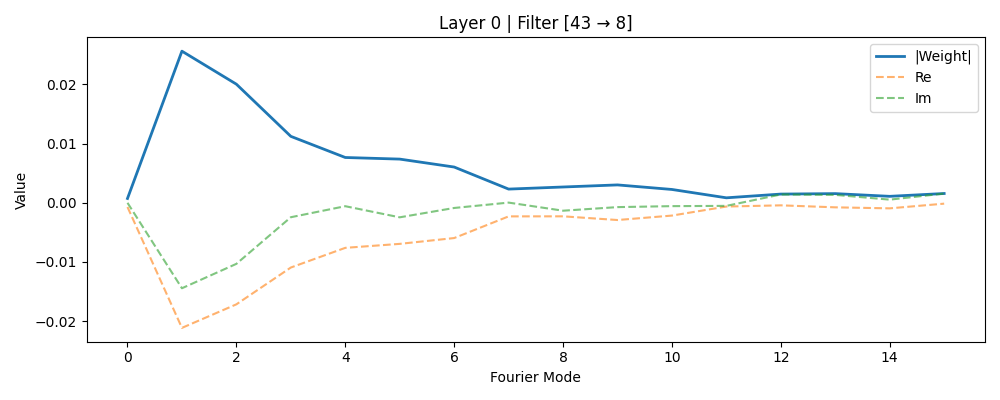 Layer 0 | Filter [43 → 8]
|Weight|
Re
Im
Value
0.02
0.01
0.00
−0.01
−0.02
0 2 4 6 8 10 12 14
Fourier Mode